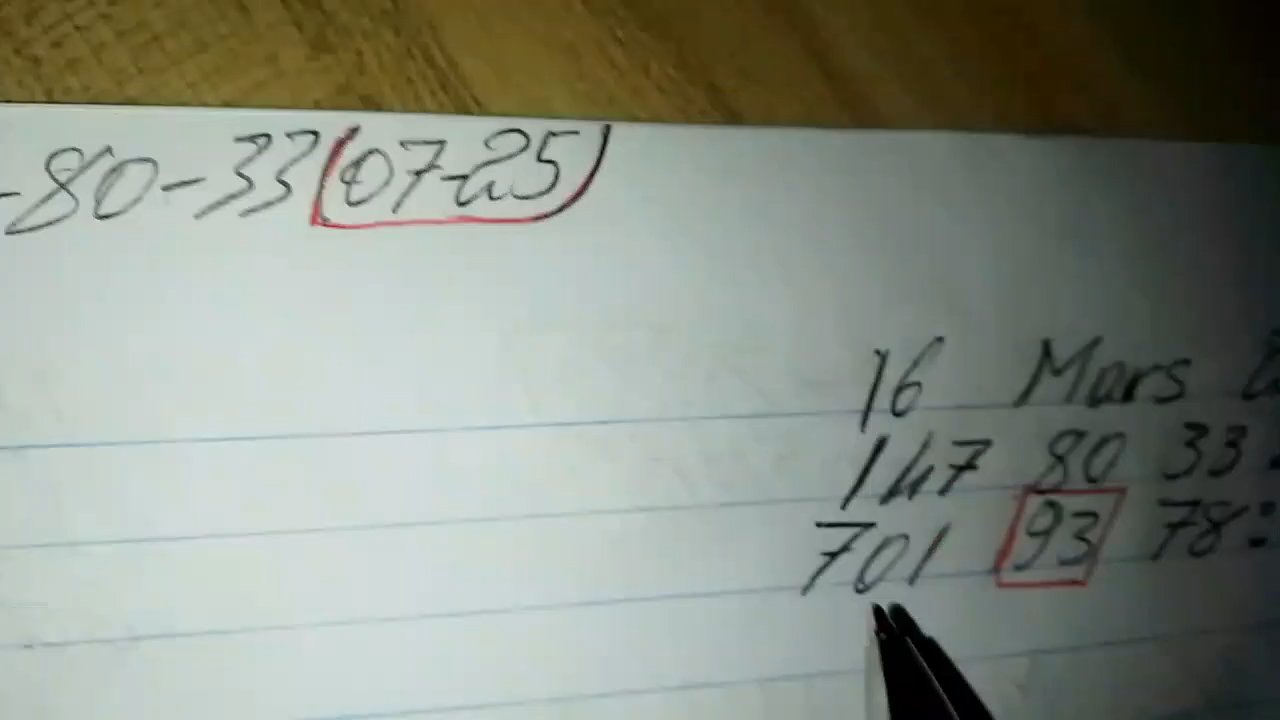 -80-33(07-25)
16 Mars
147 80 33
701 93 78: